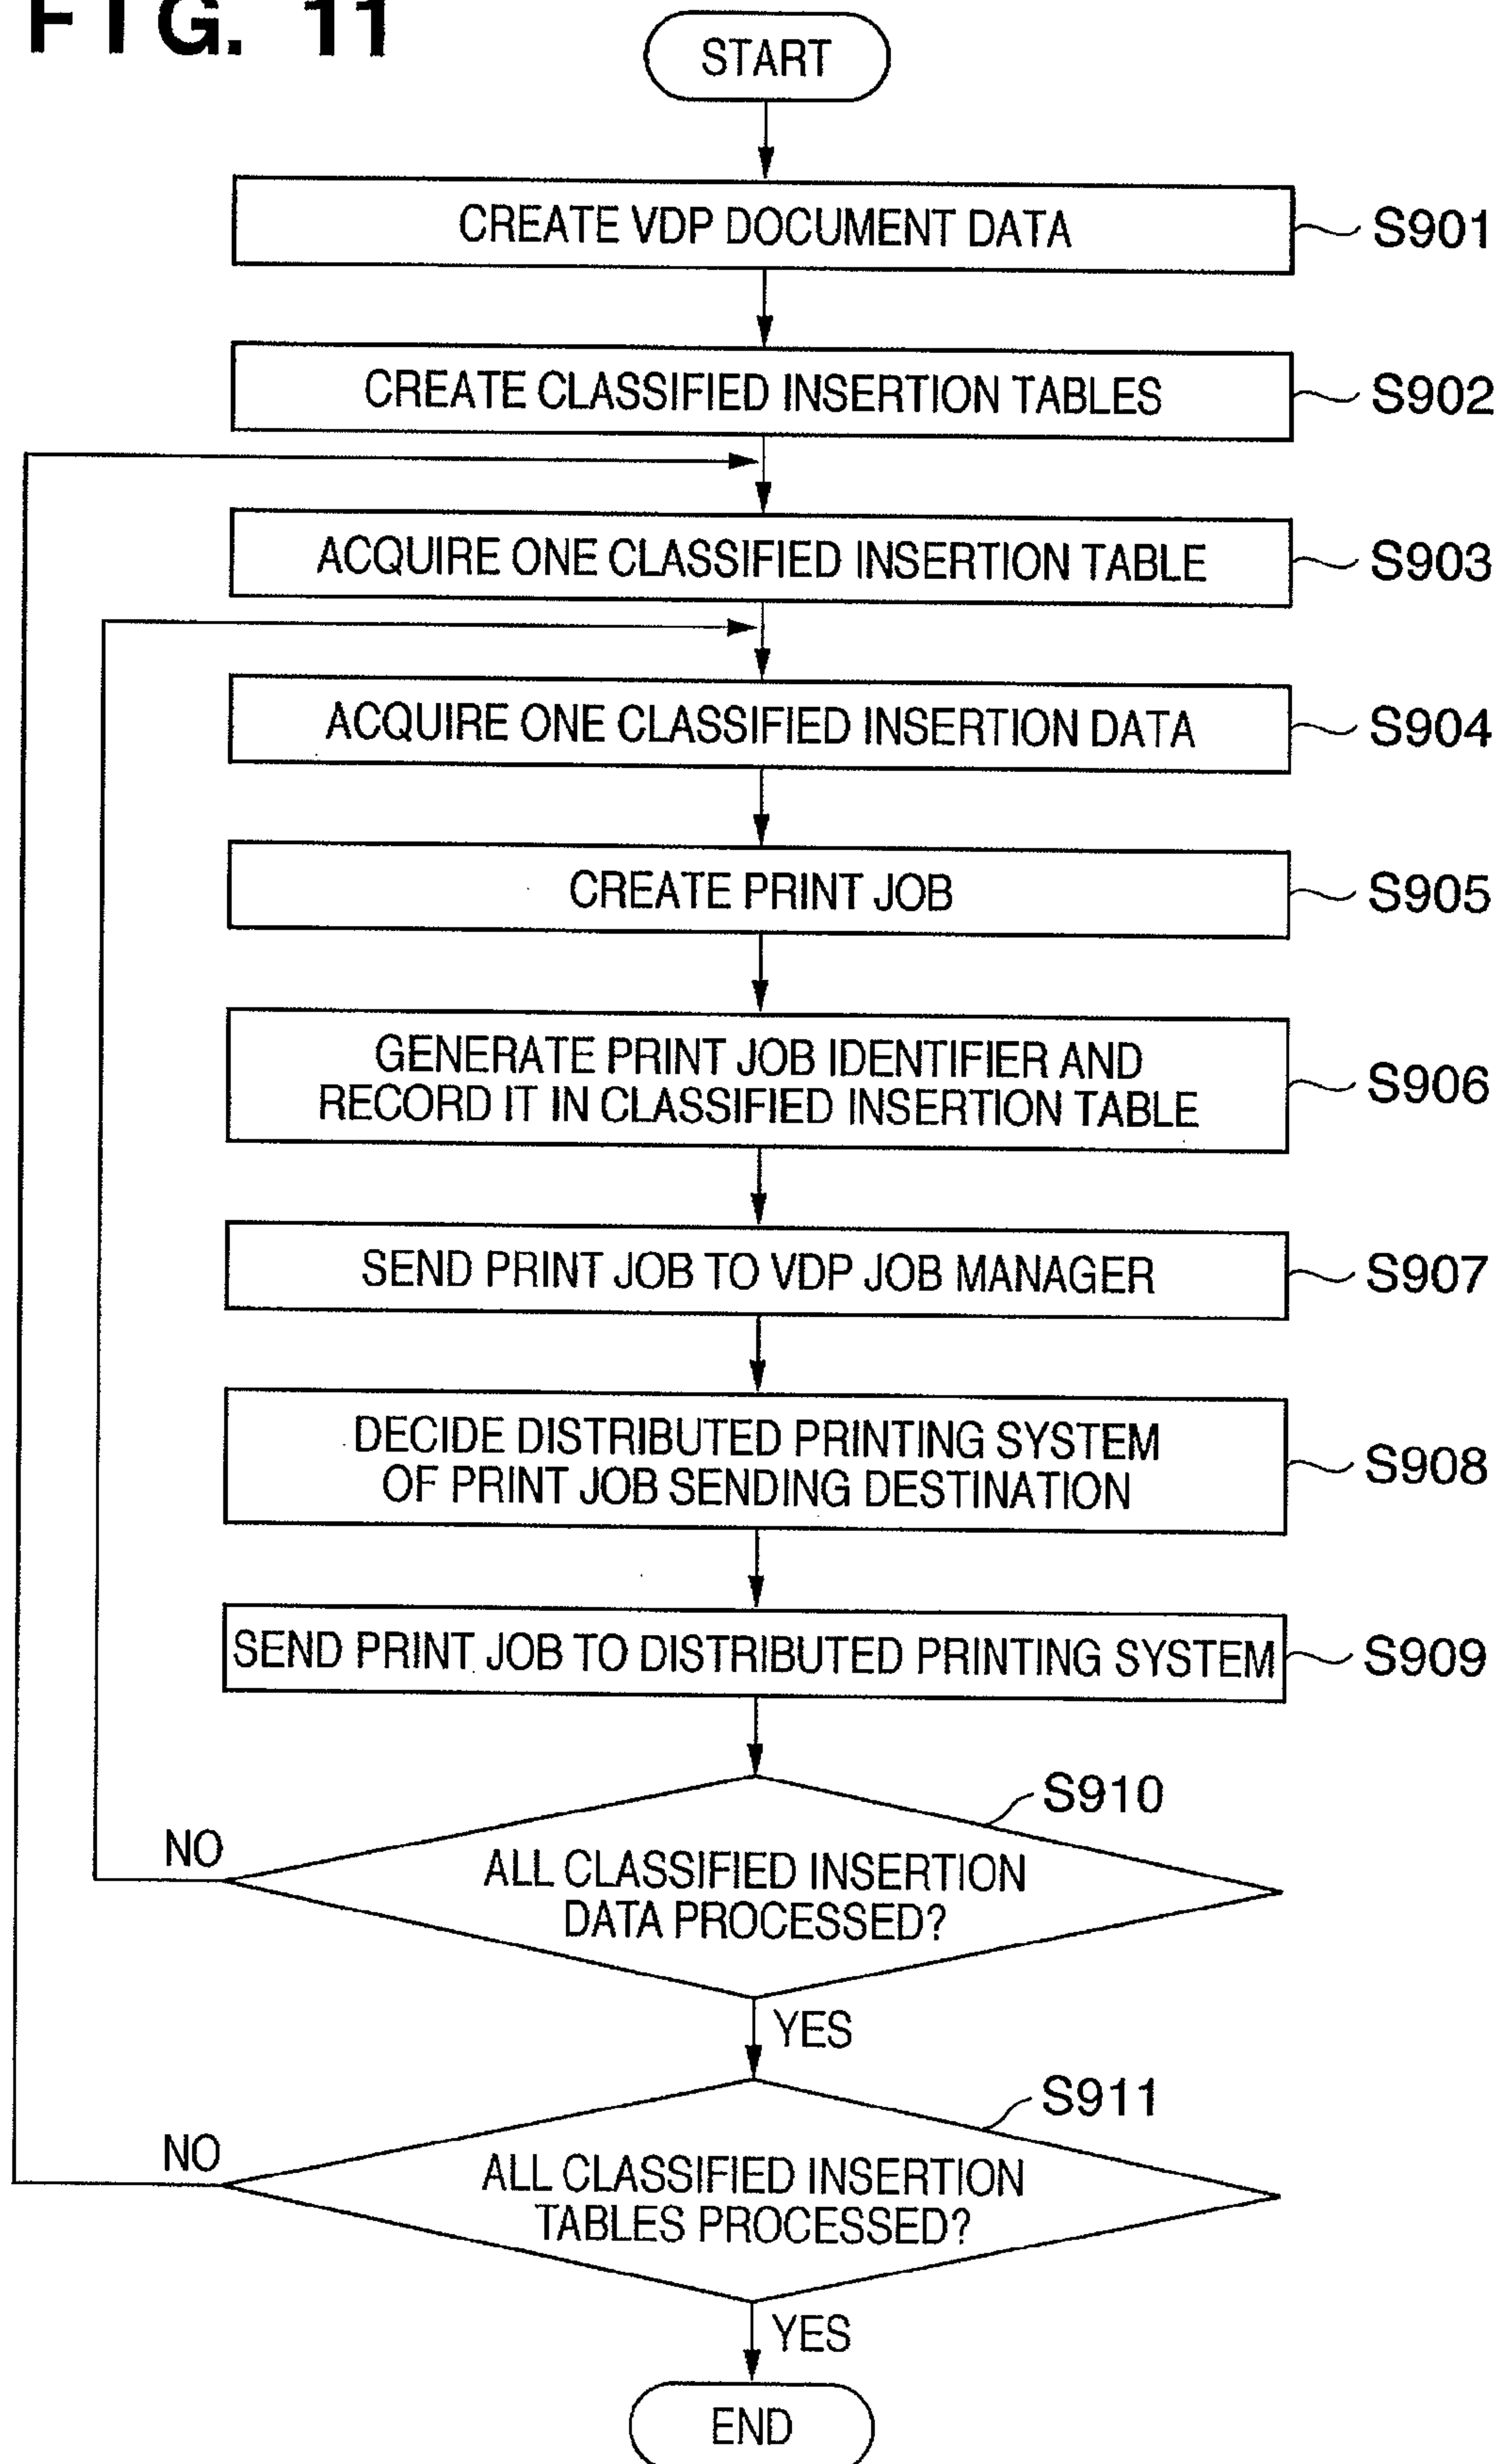 FIG. 11
START
CREATE VDP DOCUMENT DATA
S901
CREATE CLASSIFIED INSERTION TABLES
S902
ACQUIRE ONE CLASSIFIED INSERTION TABLE
S903
ACQUIRE ONE CLASSIFIED INSERTION DATA
S904
CREATE PRINT JOB
S905
GENERATE PRINT JOB IDENTIFIER AND
RECORD IT IN CLASSIFIED INSERTION TABLE
S906
SEND PRINT JOB TO VDP JOB MANAGER
S907
DECIDE DISTRIBUTED PRINTING SYSTEM
OF PRINT JOB SENDING DESTINATION
S908
SEND PRINT JOB TO DISTRIBUTED PRINTING SYSTEM
S909
S910
NO
ALL CLASSIFIED INSERTION
DATA PROCESSED?
YES
S911
NO
ALL CLASSIFIED INSERTION
TABLES PROCESSED?
YES
END